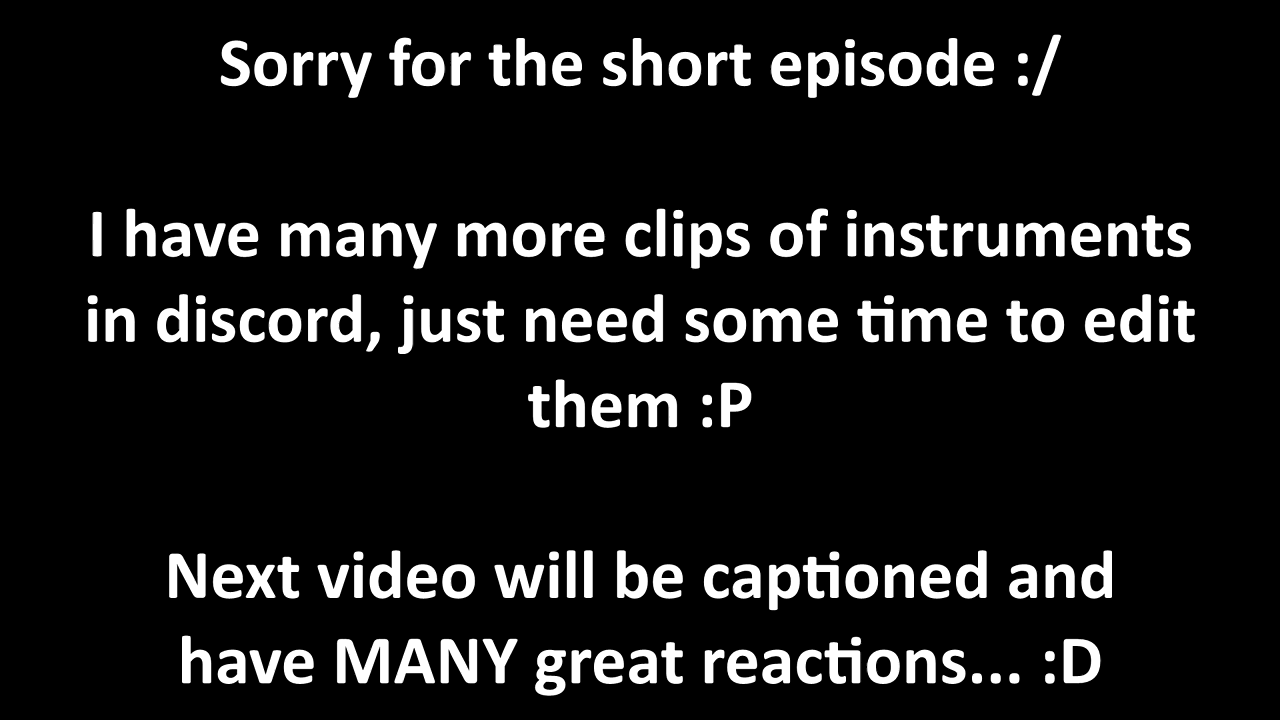 Sorry for the short episode :/
I have many more clips of instruments
in discord, just need some time to edit
them :P
Next video will be captioned and
have MANY great reactions... :D